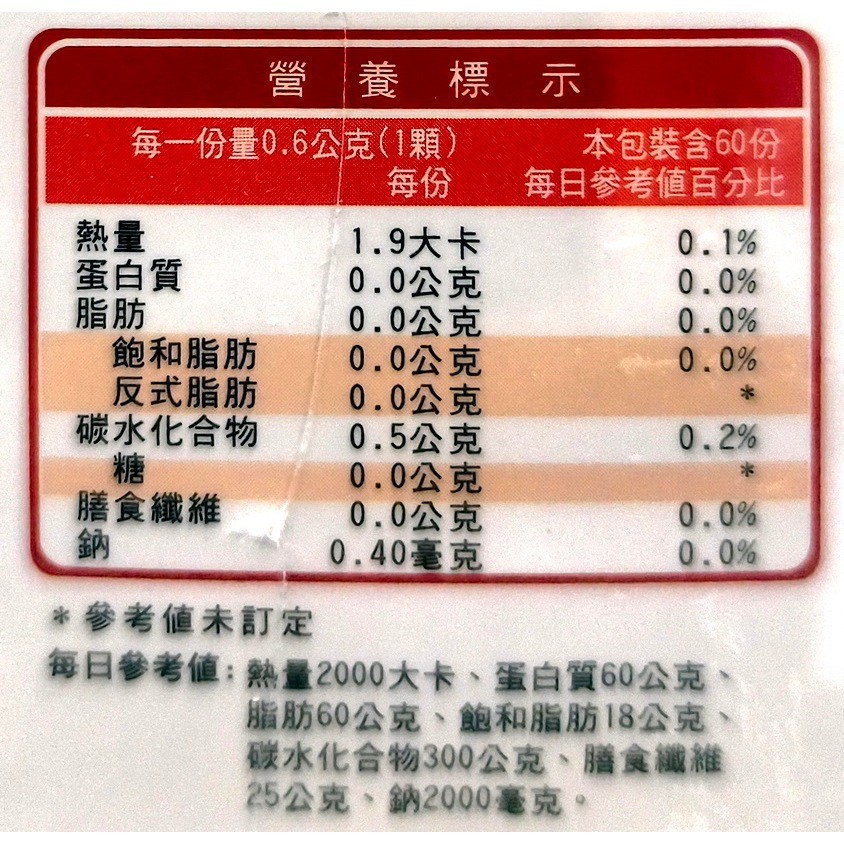 營養標示
每一份量0.6公克(1顆) 本包裝含60份
每份 每日參考值百分比
熱量 1.9大卡 0.1%
蛋白質 0.0公克 0.0%
脂肪 0.0公克 0.0%
飽和脂肪 0.0公克 0.0%
反式脂肪 0.0公克 *
碳水化合物 0.5公克 0.2%
糖 0.0公克 *
膳食纖維 0.0公克 0.0%
鈉 0.40毫克 0.0%
*參考值未訂定
每日參考值:熱量2000大卡、蛋白質60公克、
脂肪60公克、飽和脂肪18公克、
碳水化合物300公克、膳食纖維
25公克、鈉2000毫克。